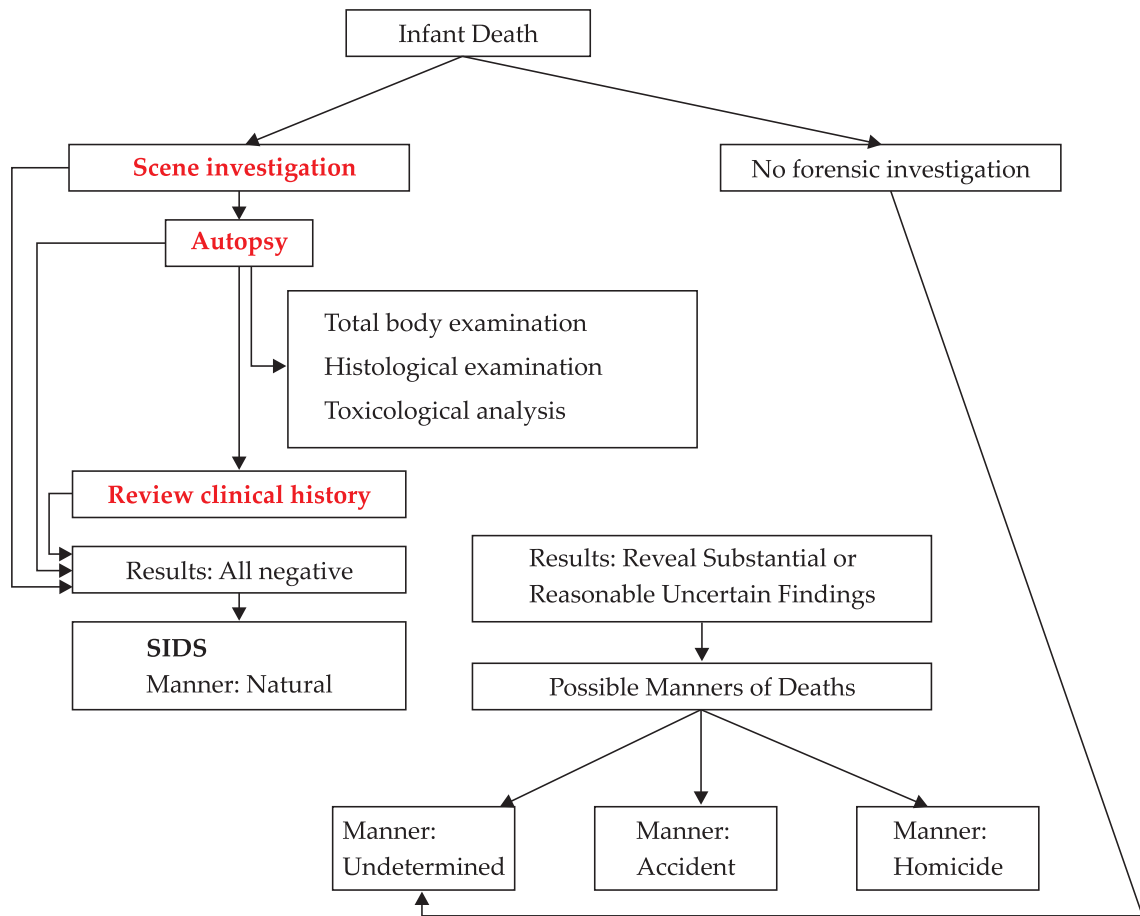 Infant Death
Scene investigation
No forensic investigation
Autopsy
Total body examination
Histological examination
Toxicological analysis
Review clinical history
Results: All negative
SIDS
Manner: Natural
Results: Reveal Substantial or
Reasonable Uncertain Findings
Possible Manners of Deaths
Manner:
Undetermined
Manner:
Accident
Manner:
Homicide